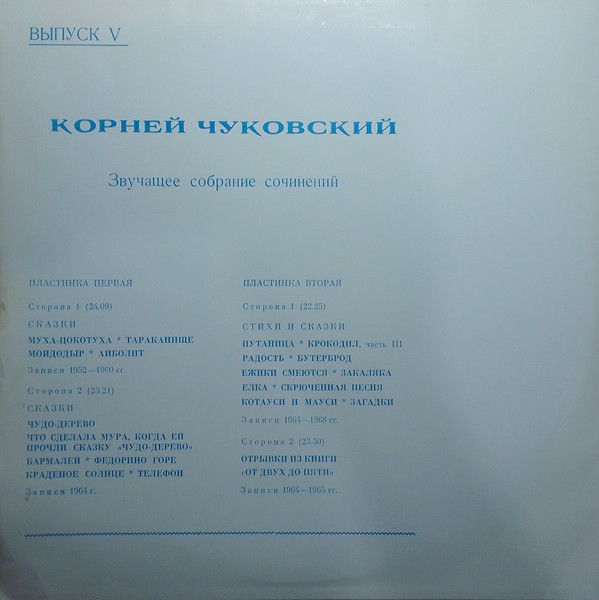 ВЫПУСК V
КОРНЕЙ ЧУКОВСКИЙ
Звучащее собрание сочинений
ПЛАСТИНКА ПЕРВАЯ
Сторона 1 (24.09)
СКАЗКИ
МУХА-ЦОКОТУХА * ТАРАКАНИЩЕ
МОЙДОДЫР * АЙБОЛИТ
Записи 1952—1960 гг.
Сторона 2 (23.21)
СКАЗКИ
ЧУДО-ДЕРЕВО
ЧТО СДЕЛАЛА МУРА, КОГДА ЕЙ
ПРОЧЛИ СКАЗКУ «ЧУДО-ДЕРЕВО»
БАРМАЛЕЙ * ФЕДОРИНО ГОРЕ
КРАДЕНОЕ СОЛНЦЕ * ТЕЛЕФОН
Записи 1964 г.
ПЛАСТИНКА ВТОРАЯ
Сторона 1 (22.25)
СТИХИ И СКАЗКИ
ПУТАНИЦА * КРОКОДИЛ, часть III
РАДОСТЬ * БУТЕРБРОД
ЕЖИКИ СМЕЮТСЯ * ЗАКАЛЯКА
ЕЛКА * СКРЮЧЕННАЯ ПЕСНЯ
КОТАУСИ И МАУСИ * ЗАГАДКИ
Записи 1964—1968 гг.
Сторона 2 (23.30)
ОТРЫВКИ ИЗ КНИГИ
«ОТ ДВУХ ДО ПЯТИ»
Записи 1964—1965 гг.